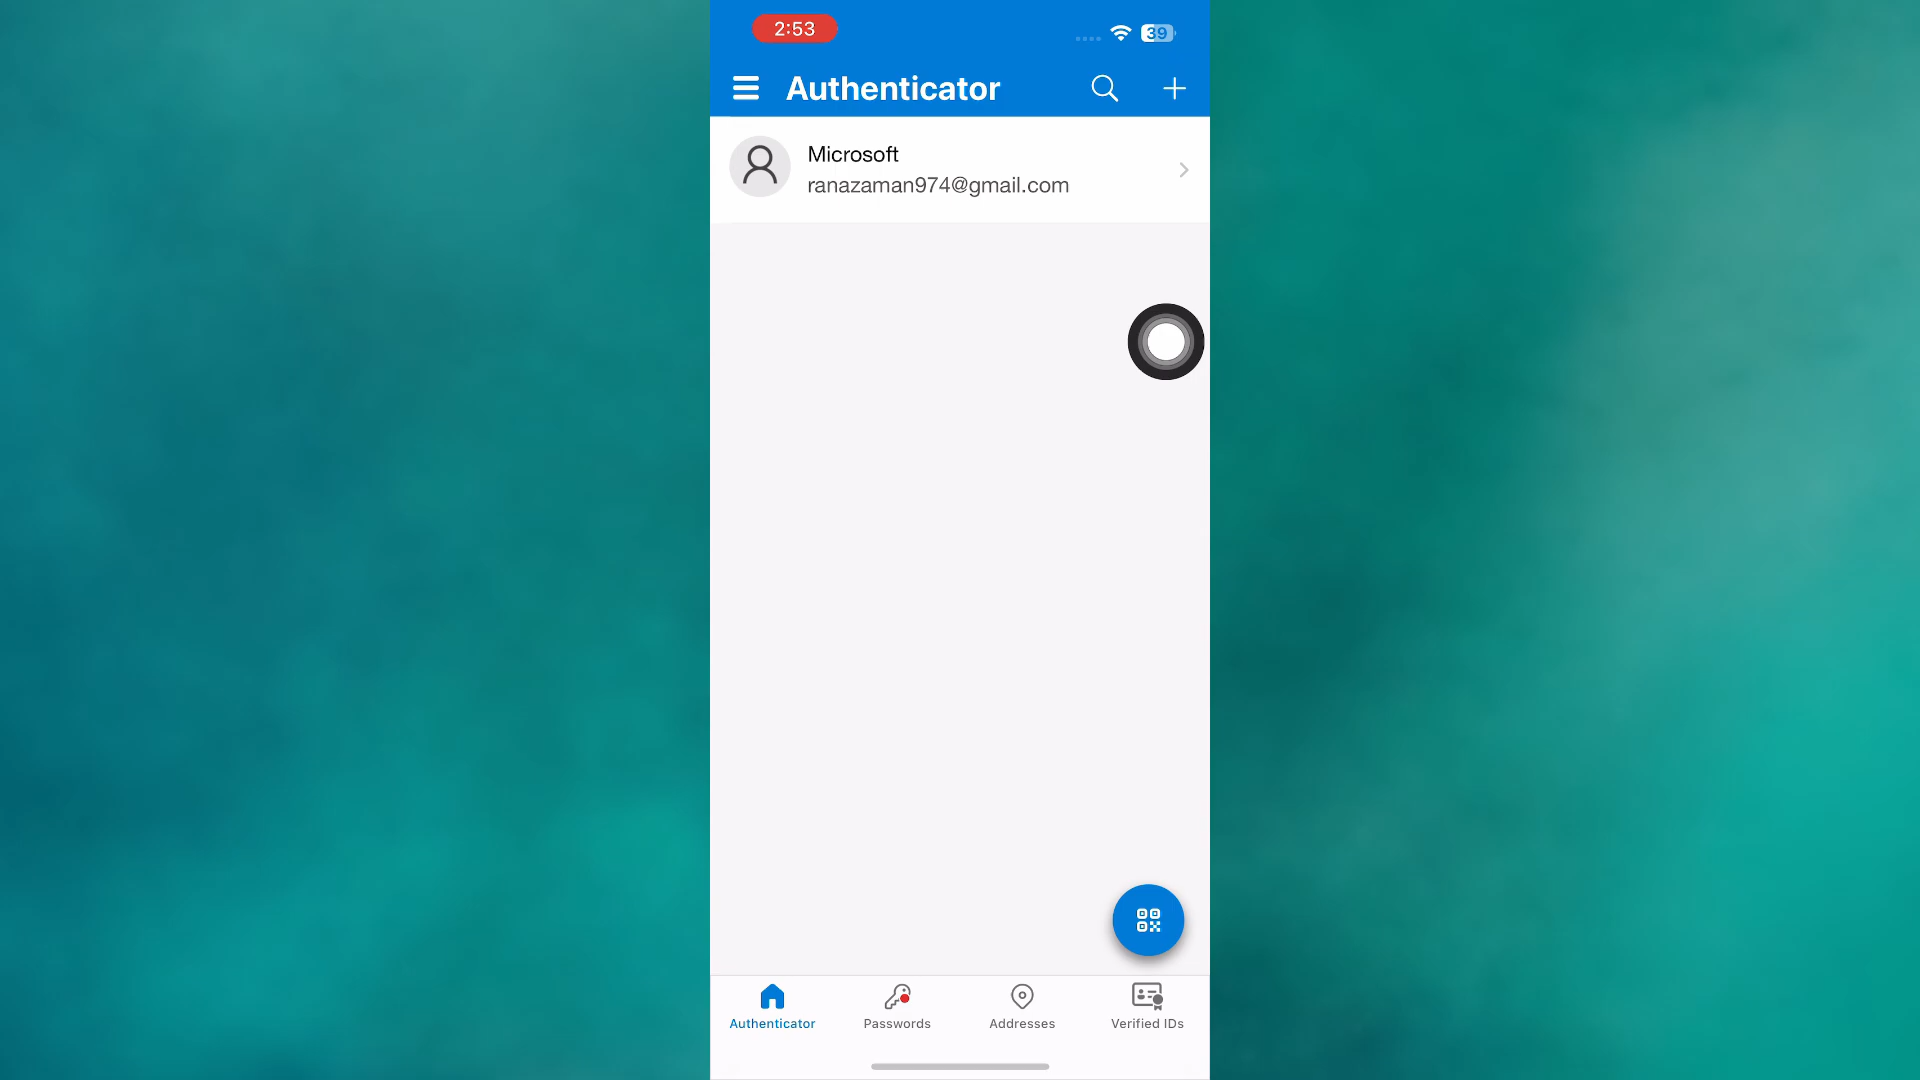 2:53
39
Authenticator
Microsoft
ranazaman974@gmail.com
Authenticator Passwords Addresses Verified IDs